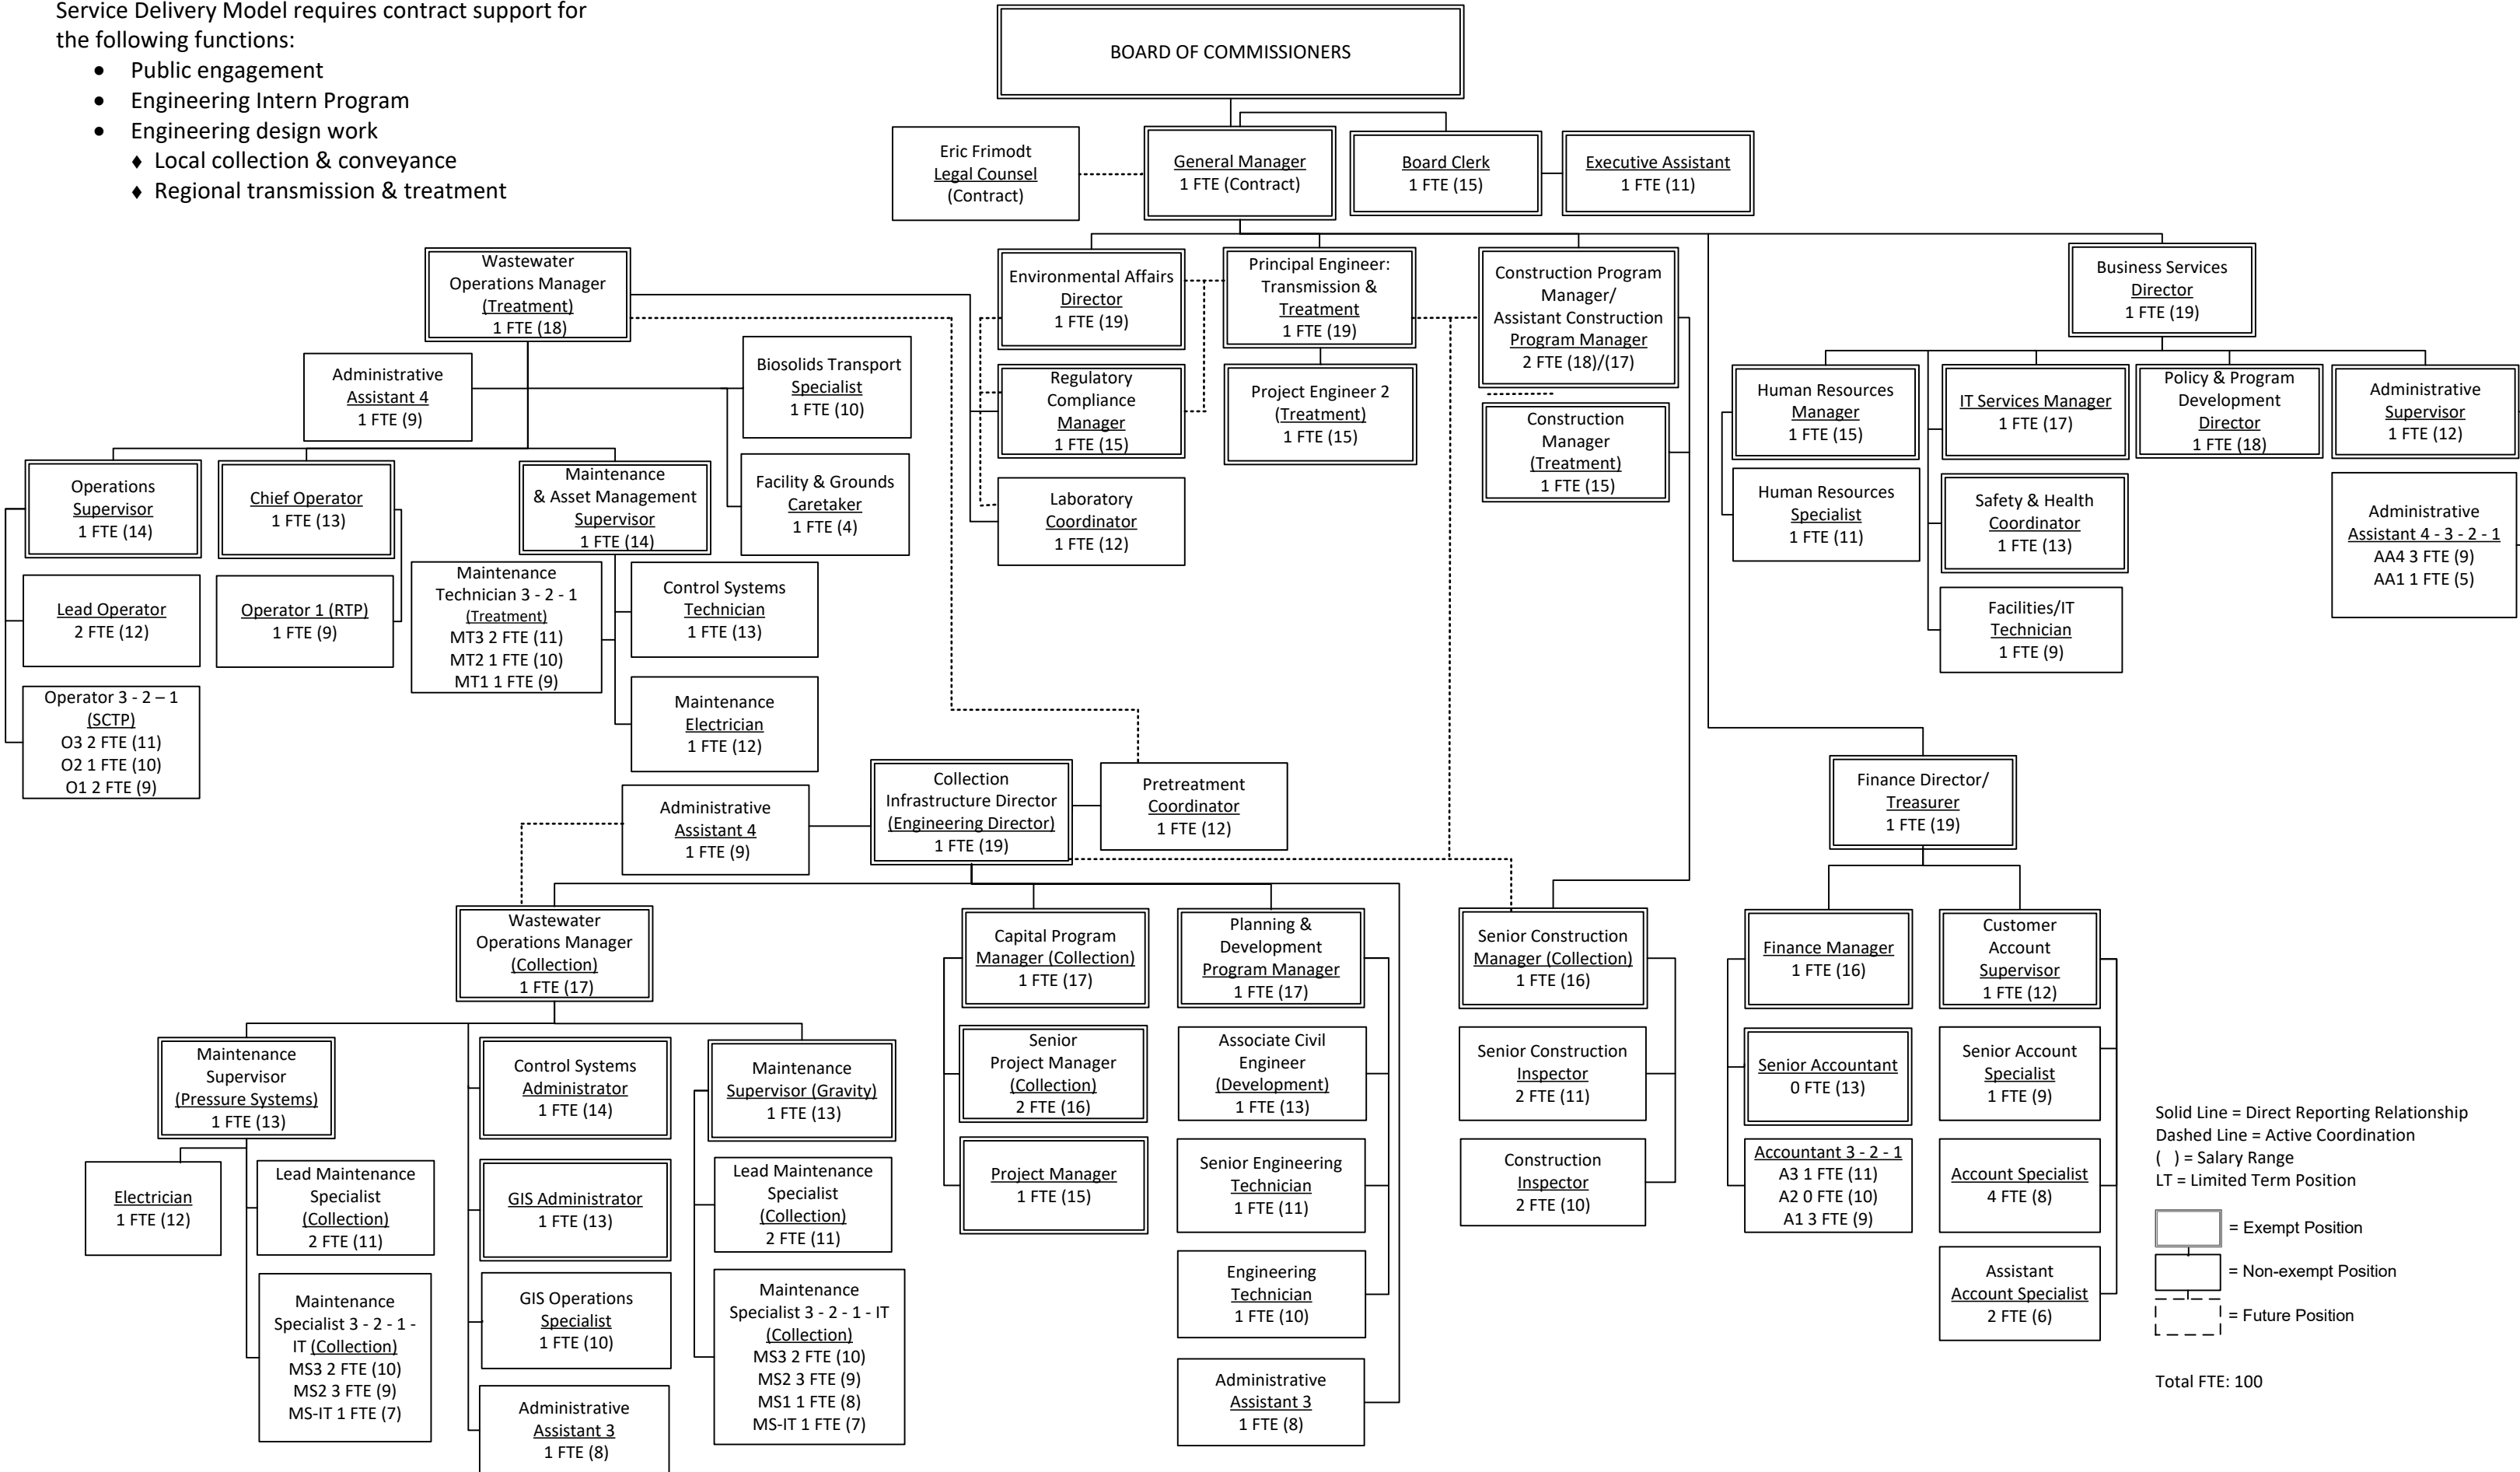 Service Delivery Model requires contract support for
the following functions:
• Public engagement
• Engineering Intern Program
• Engineering design work
♦ Local collection & conveyance
♦ Regional transmission & treatment
BOARD OF COMMISSIONERS
Eric Frimodt
Legal Counsel
(Contract)
General Manager
1 FTE (Contract)
Board Clerk
1 FTE (15)
Executive Assistant
1 FTE (11)
Wastewater
Operations Manager
(Treatment)
1 FTE (18)
Environmental Affairs
Director
1 FTE (19)
Principal Engineer:
Transmission &
Treatment
1 FTE (19)
Construction Program
Manager/
Assistant Construction
Program Manager
2 FTE (18)/(17)
Business Services
Director
1 FTE (19)
Administrative
Assistant 4
1 FTE (9)
Biosolids Transport
Specialist
1 FTE (10)
Regulatory
Compliance
Manager
1 FTE (15)
Project Engineer 2
(Treatment)
1 FTE (15)
Construction
Manager
(Treatment)
1 FTE (15)
Human Resources
Manager
1 FTE (15)
IT Services Manager
1 FTE (17)
Policy & Program
Development
Director
1 FTE (18)
Administrative
Supervisor
1 FTE (12)
Operations
Supervisor
1 FTE (14)
Chief Operator
1 FTE (13)
Maintenance
& Asset Management
Supervisor
1 FTE (14)
Facility & Grounds
Caretaker
1 FTE (4)
Laboratory
Coordinator
1 FTE (12)
Human Resources
Specialist
1 FTE (11)
Safety & Health
Coordinator
1 FTE (13)
Administrative
Assistant 4 - 3 - 2 - 1
AA4 3 FTE (9)
AA1 1 FTE (5)
Lead Operator
2 FTE (12)
Operator 1 (RTP)
1 FTE (9)
Maintenance
Technician 3 - 2 - 1
(Treatment)
MT3 2 FTE (11)
MT2 1 FTE (10)
MT1 1 FTE (9)
Control Systems
Technician
1 FTE (13)
Facilities/IT
Technician
1 FTE (9)
Operator 3 - 2 – 1
(SCTP)
O3 2 FTE (11)
O2 1 FTE (10)
O1 2 FTE (9)
Maintenance
Electrician
1 FTE (12)
Administrative
Assistant 4
1 FTE (9)
Collection
Infrastructure Director
(Engineering Director)
1 FTE (19)
Pretreatment
Coordinator
1 FTE (12)
Finance Director/
Treasurer
1 FTE (19)
Wastewater
Operations Manager
(Collection)
1 FTE (17)
Capital Program
Manager (Collection)
1 FTE (17)
Planning &
Development
Program Manager
1 FTE (17)
Senior Construction
Manager (Collection)
1 FTE (16)
Finance Manager
1 FTE (16)
Customer
Account
Supervisor
1 FTE (12)
Maintenance
Supervisor
(Pressure Systems)
1 FTE (13)
Control Systems
Administrator
1 FTE (14)
Maintenance
Supervisor (Gravity)
1 FTE (13)
Senior
Project Manager
(Collection)
2 FTE (16)
Associate Civil
Engineer
(Development)
1 FTE (13)
Senior Construction
Inspector
2 FTE (11)
Senior Accountant
0 FTE (13)
Senior Account
Specialist
1 FTE (9)
Electrician
1 FTE (12)
Lead Maintenance
Specialist
(Collection)
2 FTE (11)
GIS Administrator
1 FTE (13)
Lead Maintenance
Specialist
(Collection)
2 FTE (11)
Project Manager
1 FTE (15)
Senior Engineering
Technician
1 FTE (11)
Construction
Inspector
2 FTE (10)
Accountant 3 - 2 - 1
A3 1 FTE (11)
A2 0 FTE (10)
A1 3 FTE (9)
Account Specialist
4 FTE (8)
Maintenance
Specialist 3 - 2 - 1 -
IT (Collection)
MS3 2 FTE (10)
MS2 3 FTE (9)
MS-IT 1 FTE (7)
GIS Operations
Specialist
1 FTE (10)
Maintenance
Specialist 3 - 2 - 1 - IT
(Collection)
MS3 2 FTE (10)
MS2 3 FTE (9)
MS1 1 FTE (8)
MS-IT 1 FTE (7)
Engineering
Technician
1 FTE (10)
Assistant
Account Specialist
2 FTE (6)
Administrative
Assistant 3
1 FTE (8)
Administrative
Assistant 3
1 FTE (8)
Solid Line = Direct Reporting Relationship
Dashed Line = Active Coordination
( ) = Salary Range
LT = Limited Term Position
= Exempt Position
= Non-exempt Position
= Future Position
Total FTE: 100